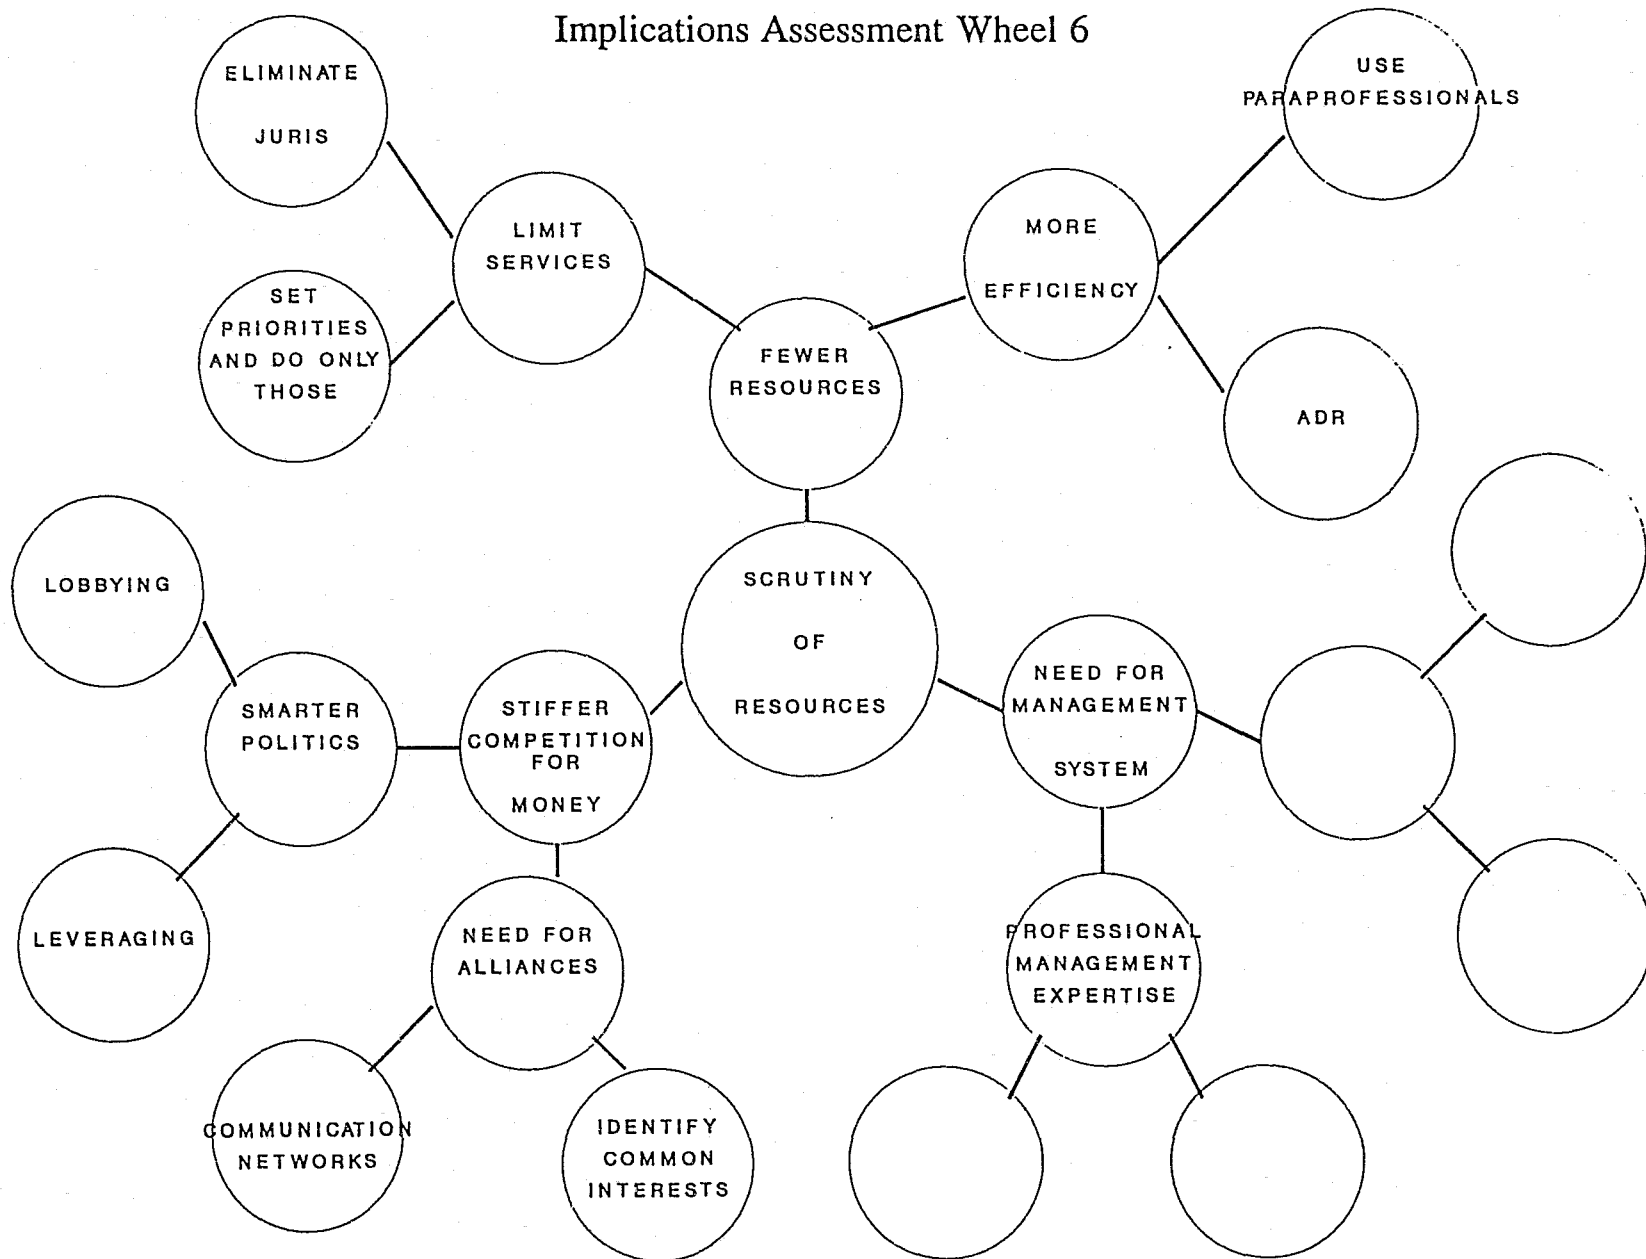 Implications Assessment Wheel 6
ELIMINATE
JURIS
USE
PARAPROFESSIONALS
LIMIT
SERVICES
MORE
EFFICIENCY
SET
PRIORITIES
AND DO ONLY
THOSE
FEWER
RESOURCES
ADR
LOBBYING
SCRUTINY
OF
RESOURCES
SMARTER
POLITICS
STIFFER
COMPETITION
FOR
MONEY
NEED FOR
MANAGEMENT
SYSTEM
LEVERAGING
NEED FOR
ALLIANCES
PROFESSIONAL
MANAGEMENT
EXPERTISE
COMMUNICATION
NETWORKS
IDENTIFY
COMMON
INTERESTS